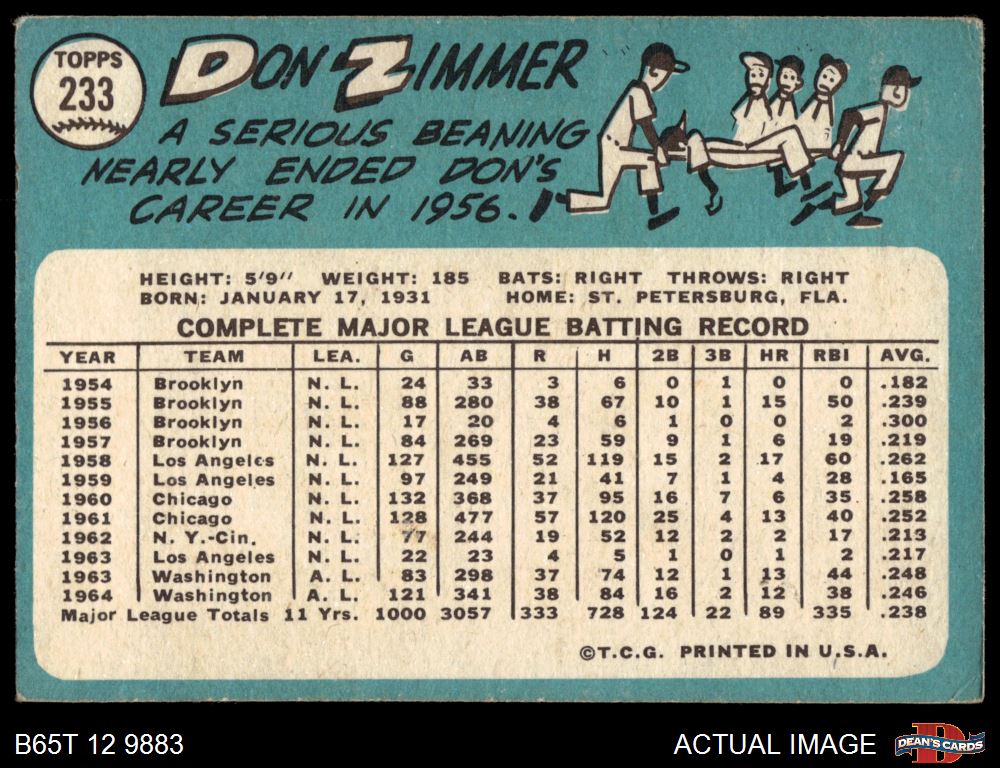 TOPPS
233
DON ZIMMER
A SERIOUS BEANING
NEARLY ENDED DON'S
CAREER IN 1956.
HEIGHT: 5'9" WEIGHT: 185 BATS: RIGHT THROWS: RIGHT
BORN: JANUARY 17, 1931 HOME: ST. PETERSBURG, FLA.
COMPLETE MAJOR LEAGUE BATTING RECORD
YEAR TEAM LEA. G AB R H 2B 3B HR RBI AVG.
1954 Brooklyn N. L. 24 33 3 6 0 1 0 0 .182
1955 Brooklyn N. L. 88 280 38 67 10 1 15 50 .239
1956 Brooklyn N. L. 17 20 4 6 1 0 0 2 .300
1957 Brooklyn N. L. 84 269 23 59 9 1 6 19 .219
1958 Los Angeles N. L. 127 455 52 119 15 2 17 60 .262
1959 Los Angeles N. L. 97 249 21 41 7 1 4 28 .165
1960 Chicago N. L. 132 368 37 95 16 7 6 35 .258
1961 Chicago N. L. 128 477 57 120 25 4 13 40 .252
1962 N. Y.-Cin. N. L. 77 244 19 52 12 2 2 17 .213
1963 Los Angeles N. L. 22 23 4 5 1 0 1 2 .217
1963 Washington A. L. 83 298 37 74 12 1 13 44 .248
1964 Washington A. L. 121 341 38 84 16 2 12 38 .246
Major League Totals 11 Yrs. 1000 3057 333 728 124 22 89 335 .238
©T.C.G. PRINTED IN U.S.A.
B65T 12 9883
ACTUAL IMAGE
D
DEAN'S CARDS